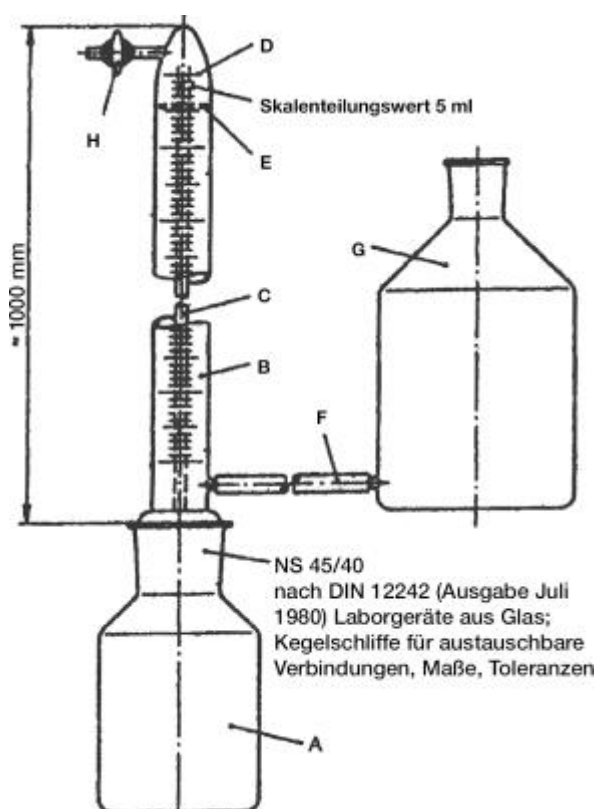 D
Skalenteilungswert 5 ml
H
E
G
≈1000 mm
C
B
F
NS 45/40
nach DIN 12242 (Ausgabe Juli
1980) Laborgeräte aus Glas;
Kegelschliffe für austauschbare
Verbindungen, Maße, Toleranzen
A